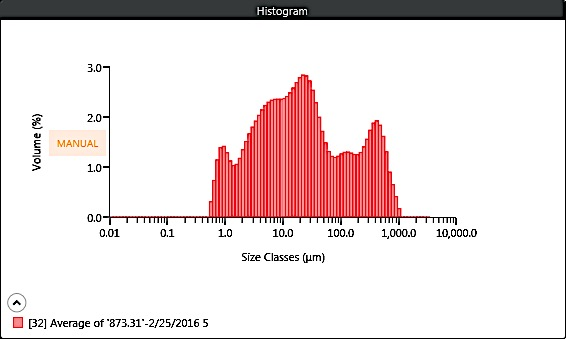 Histogram
3.0
2.0
1.0
0.0
Volume (%)
MANUAL
0.01 0.1 1.0 10.0 100.0 1,000.0 10,000.0
Size Classes (μm)
[32] Average of '873.31'-2/25/2016 5